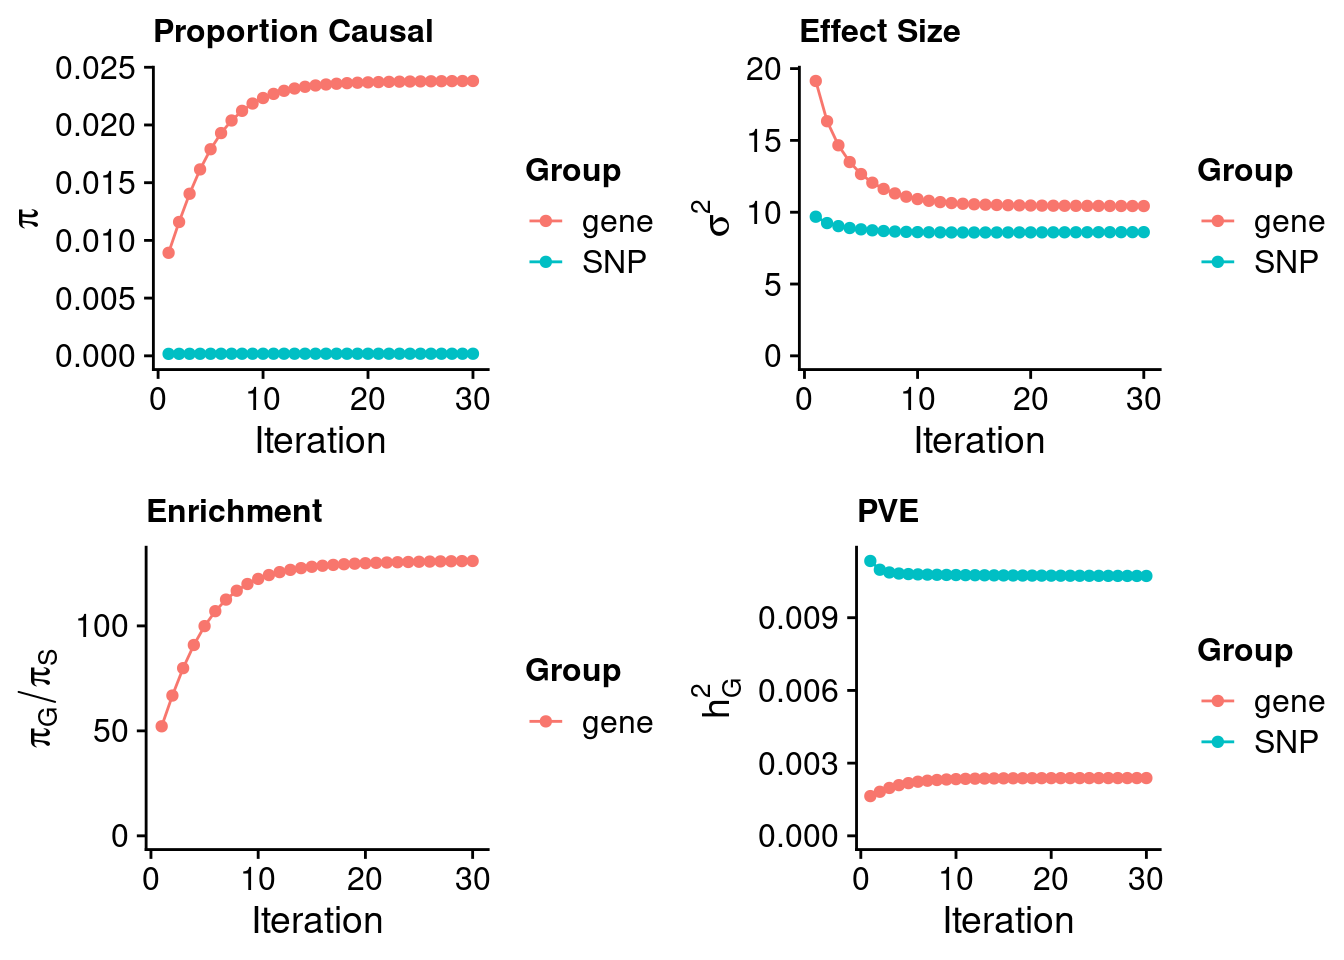 Proportion Causal
0.025
0.020
0.015
0.010
0.005
0.000
π
0 10 20 30
Iteration
Group
gene
SNP
Effect Size
20
15
10
5
0
σ²
0 10 20 30
Iteration
Group
gene
SNP
Enrichment
100
50
0
π_G/π_S
0 10 20 30
Iteration
Group
gene
PVE
0.009
0.006
0.003
0.000
h²_G
0 10 20 30
Iteration
Group
gene
SNP